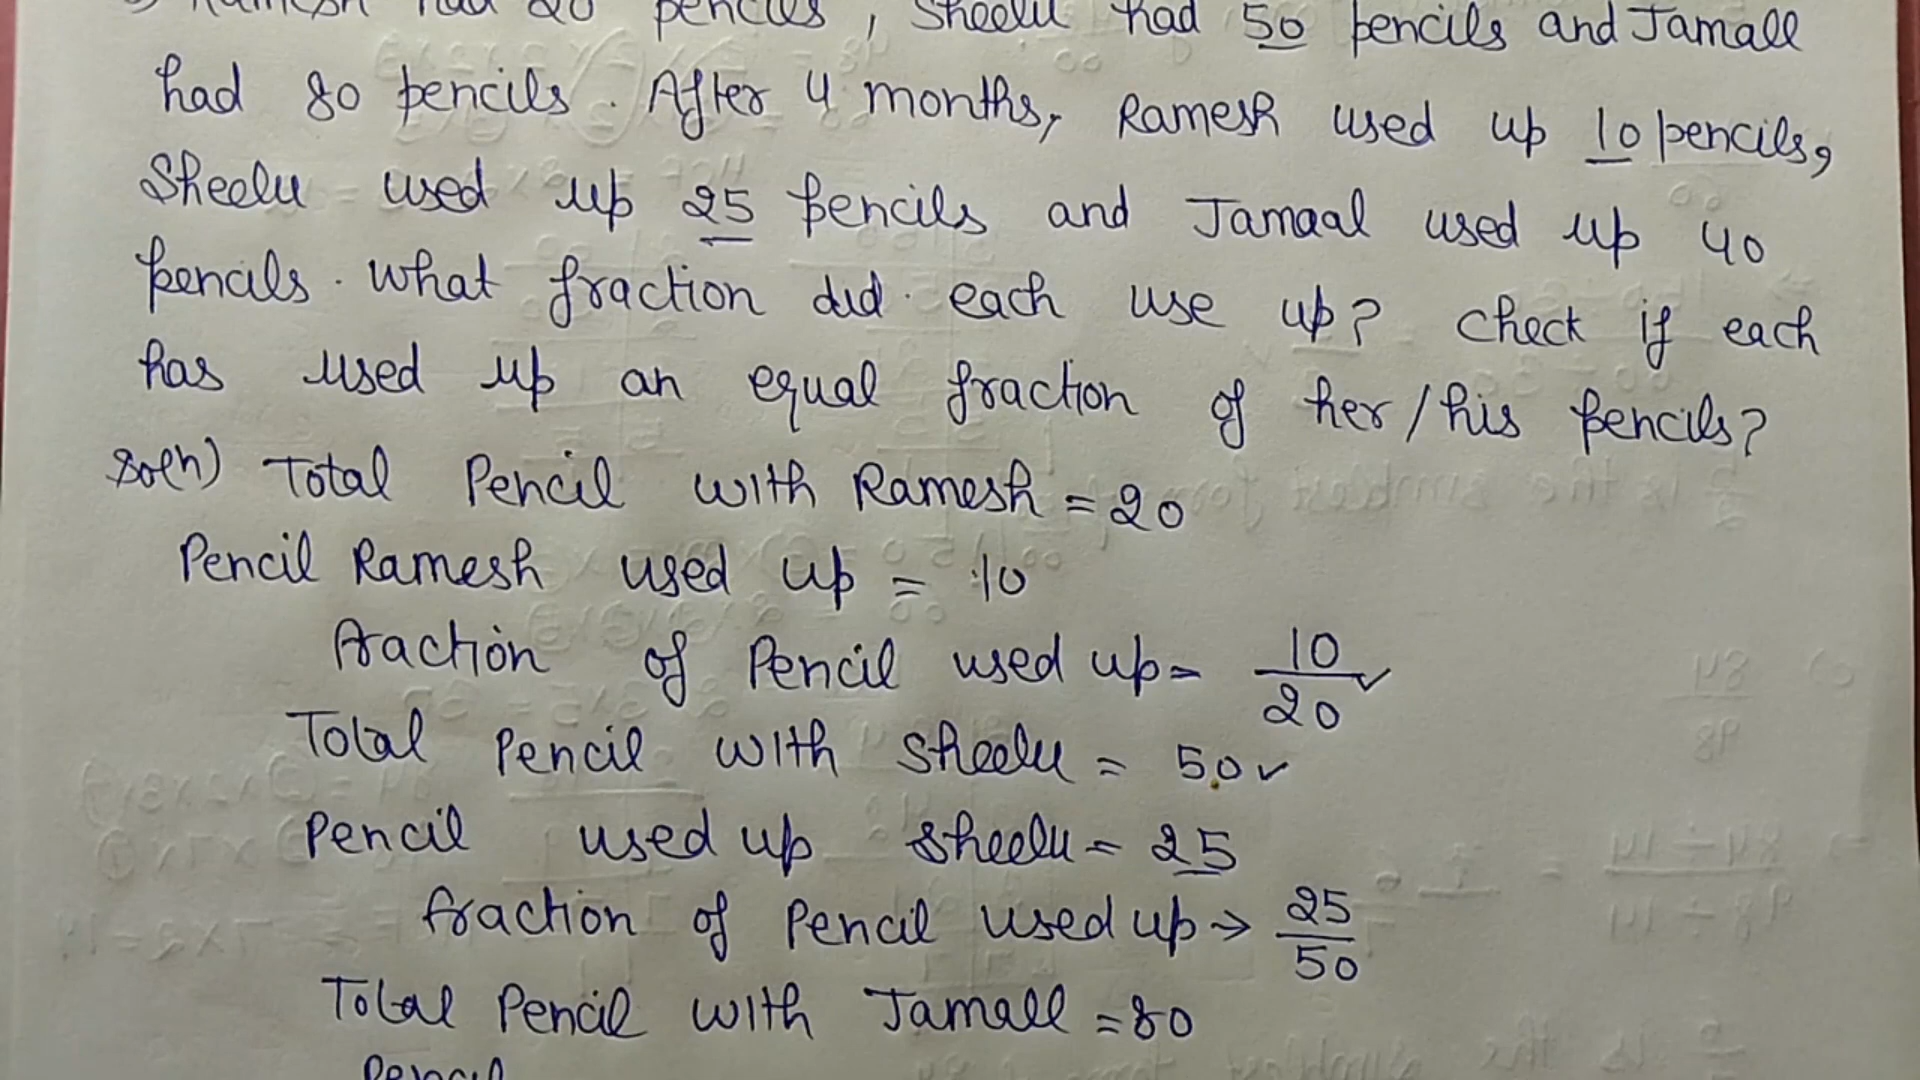 Ramesh had 20 pencils, Sheelu had 50 pencils and Jamall
had 80 pencils. After 4 months, Ramesh used up 10 pencils,
Sheelu used up 25 pencils and Jamaal used up 40
pencils. What fraction did each use up? Check if each
has used up an equal fraction of her/his pencils?
Soln) Total Pencil with Ramesh = 20
Pencil Ramesh used up = 10
fraction of Pencil used up = 10/20 ✓
Total Pencil with Sheelu = 50 ✓
Pencil used up Sheelu = 25
fraction of Pencil used up → 25/50
Total Pencil with Jamall = 80
Pencil